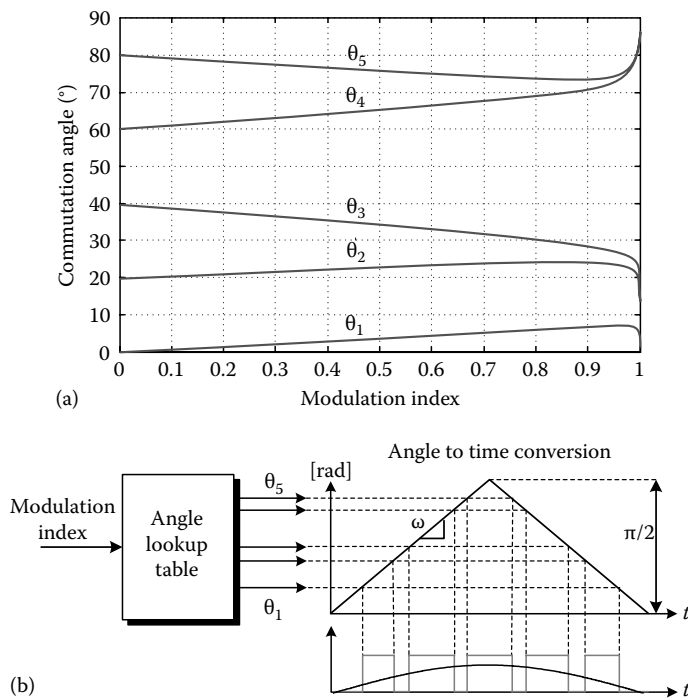 90
80
70
60
50
40
30
20
10
0
Commutation angle (°)
θ5
θ4
θ3
θ2
θ1
0 0.1 0.2 0.3 0.4 0.5 0.6 0.7 0.8 0.9 1
Modulation index
(a)
Angle to time conversion
[rad]
θ5
Modulation
index
Angle
lookup
table
ω
π/2
θ1
t
t
(b)